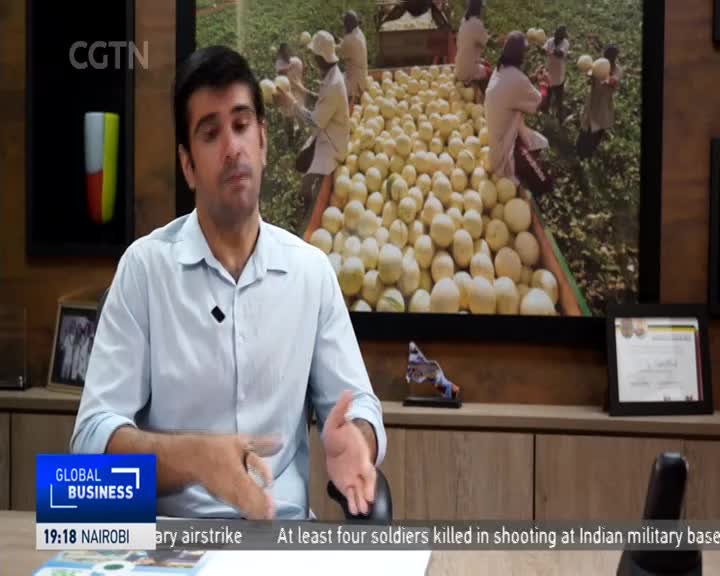 CGTN
GLOBAL
BUSINESS
19:18 NAIROBI
ary airstrike At least four soldiers killed in shooting at Indian military base